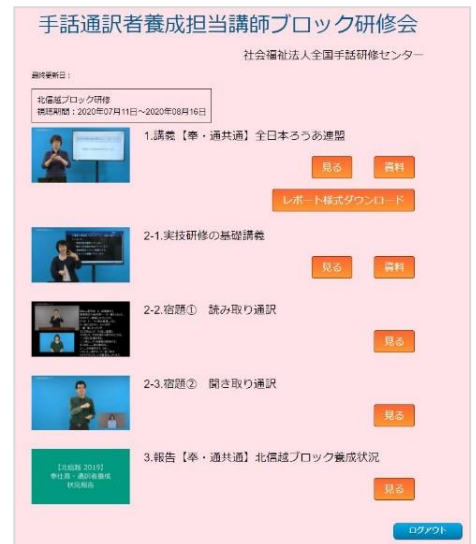 手話通訳者養成担当講師ブロック研修会
社会福祉法人全国手話研修センター
最終更新日：
北信越ブロック研修
視聴期間：2020年07月11日～2020年08月16日
1.講義【奉・通共通】全日本ろうあ連盟
見る 資料
レポート様式ダウンロード
2-1.実技研修の基礎講義
見る 資料
2-2.宿題① 読み取り通訳
見る
2-3.宿題② 聞き取り通訳
見る
3.報告【奉・通共通】北信越ブロック養成状況
【北信越 2019】
奉仕員・通訳者養成
状況報告
見る
ログアウト